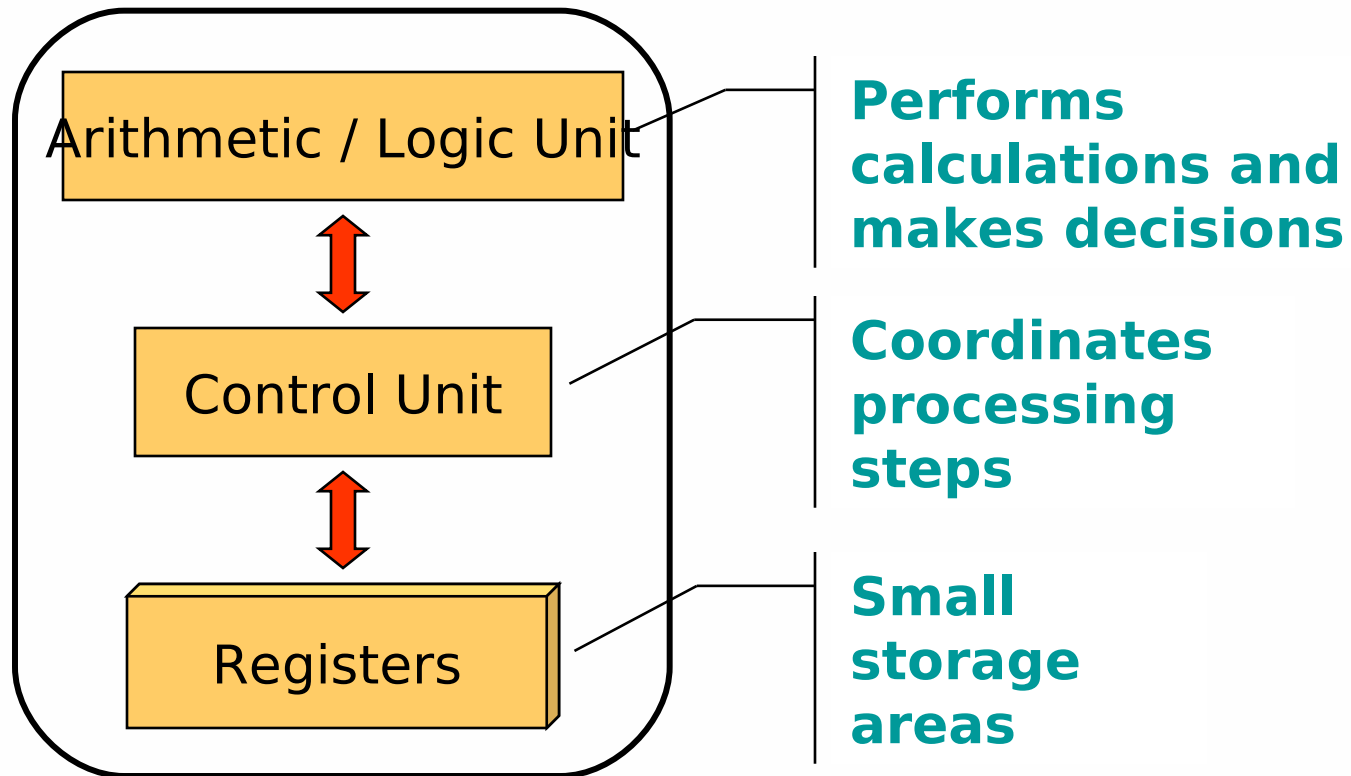 Arithmetic / Logic Unit
Performs
calculations and
makes decisions
Control Unit
Coordinates
processing
steps
Registers
Small
storage
areas